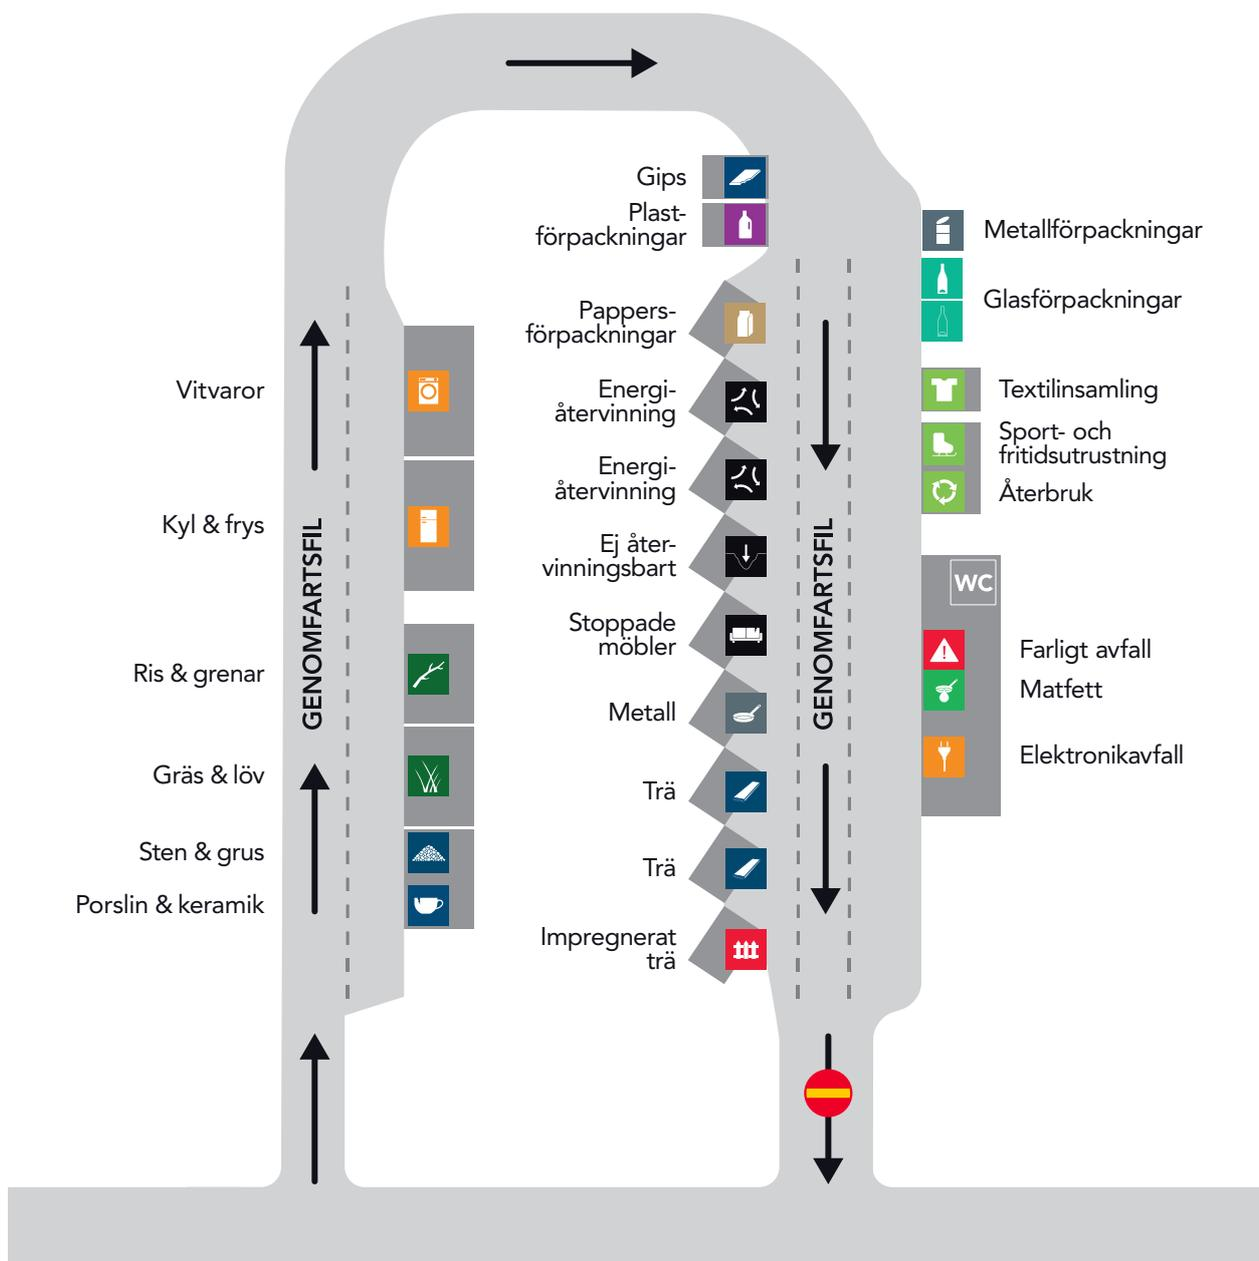 Vitvaror
Kyl & frys
Ris & grenar
Gräs & löv
Sten & grus
Porslin & keramik
GENOMFARTSFIL
Gips
Plast-
förpackningar
Pappers-
förpackningar
Energi-
återvinning
Energi-
återvinning
Ej åter-
vinningsbart
Stoppade
möbler
Metall
Trä
Trä
Impregnerat
trä
GENOMFARTSFIL
Metallförpackningar
Glasförpackningar
Textilinsamling
Sport- och
fritidsutrustning
Återbruk
WC
Farligt avfall
Matfett
Elektronikavfall